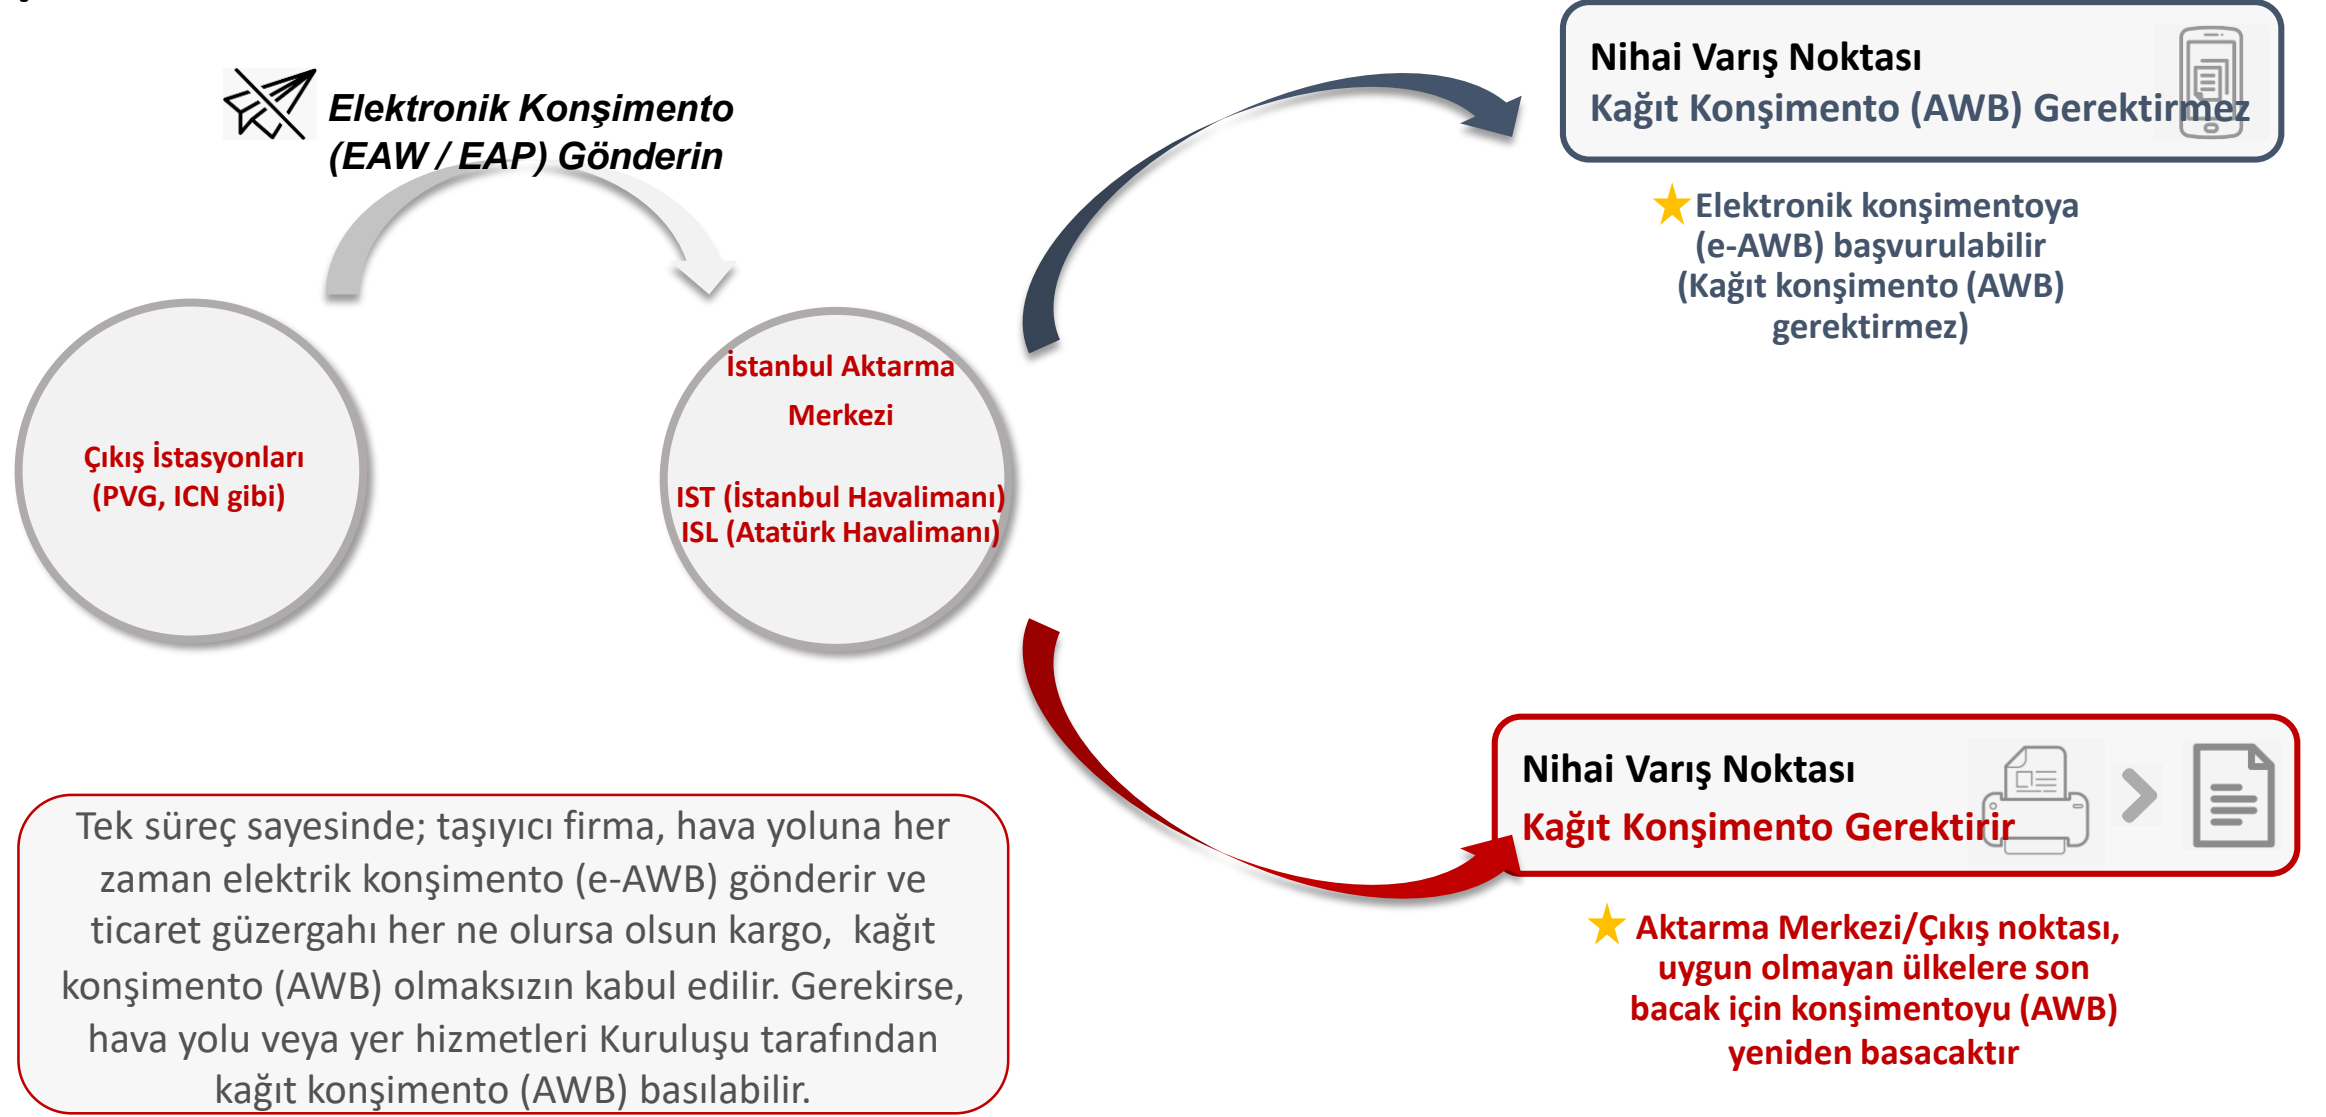 Elektronik Konşimento
(EAW / EAP) Gönderin
Çıkış İstasyonları
(PVG, ICN gibi)
İstanbul Aktarma
Merkezi
IST (İstanbul Havalimanı)
ISL (Atatürk Havalimanı)
Nihai Varış Noktası
Kağıt Konşimento (AWB) Gerektirmez
Elektronik konşimentoya
(e-AWB) başvurulabilir
(Kağıt konşimento (AWB)
gerektirmez)
Nihai Varış Noktası
Kağıt Konşimento Gerektirir
Aktarma Merkezi/Çıkış noktası,
uygun olmayan ülkelere son
bacak için konşimentoyu (AWB)
yeniden basacaktır
Tek süreç sayesinde; taşıyıcı firma, hava yoluna her
zaman elektrik konşimento (e-AWB) gönderir ve
ticaret güzergahı her ne olursa olsun kargo,  kağıt
konşimento (AWB) olmaksızın kabul edilir. Gerekirse,
hava yolu veya yer hizmetleri Kuruluşu tarafından
kağıt konşimento (AWB) basılabilir.